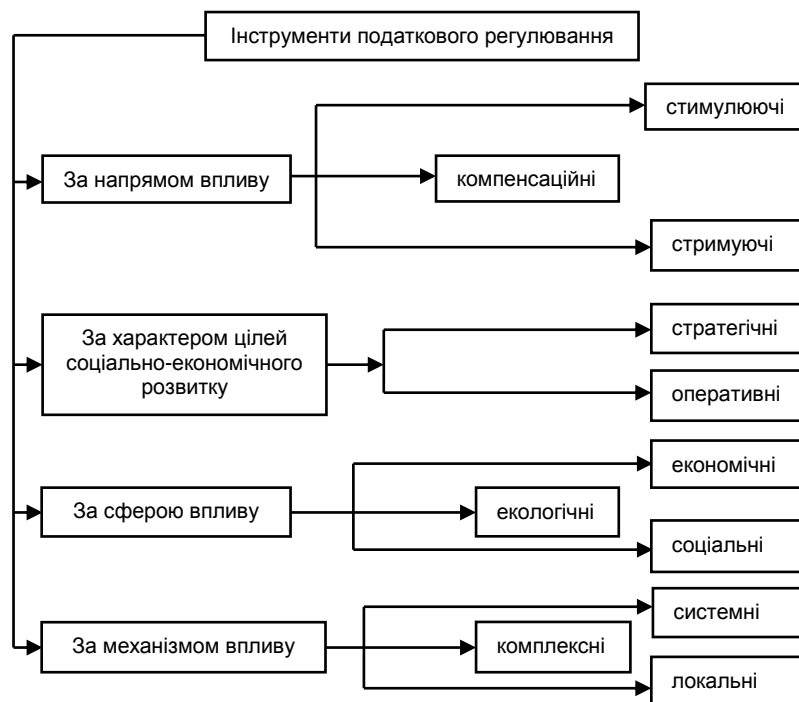 Інструменти податкового регулювання
стимулюючі
За напрямом впливу
компенсаційні
стримуючі
За характером цілей
соціально-економічного
розвитку
стратегічні
оперативні
економічні
За сферою впливу
екологічні
соціальні
системні
За механізмом впливу
комплексні
локальні